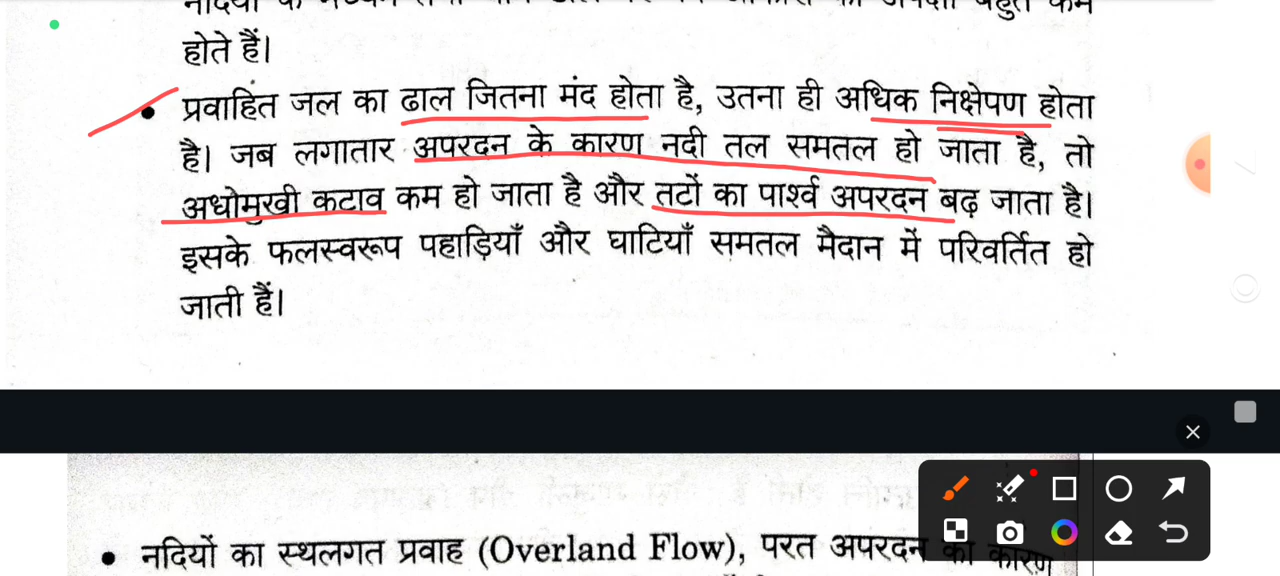 होते हैं।
• प्रवाहित जल का ढाल जितना मंद होता है, उतना ही अधिक निक्षेपण होता
है। जब लगातार अपरदन के कारण नदी तल समतल हो जाता है, तो
अधोमुखी कटाव कम हो जाता है और तटों का पार्श्व अपरदन बढ़ जाता है।
इसके फलस्वरूप पहाड़ियाँ और घाटियाँ समतल मैदान में परिवर्तित हो
जाती हैं।
• नदियों का स्थलगत प्रवाह (Overland Flow), परत अपरदन का कारण